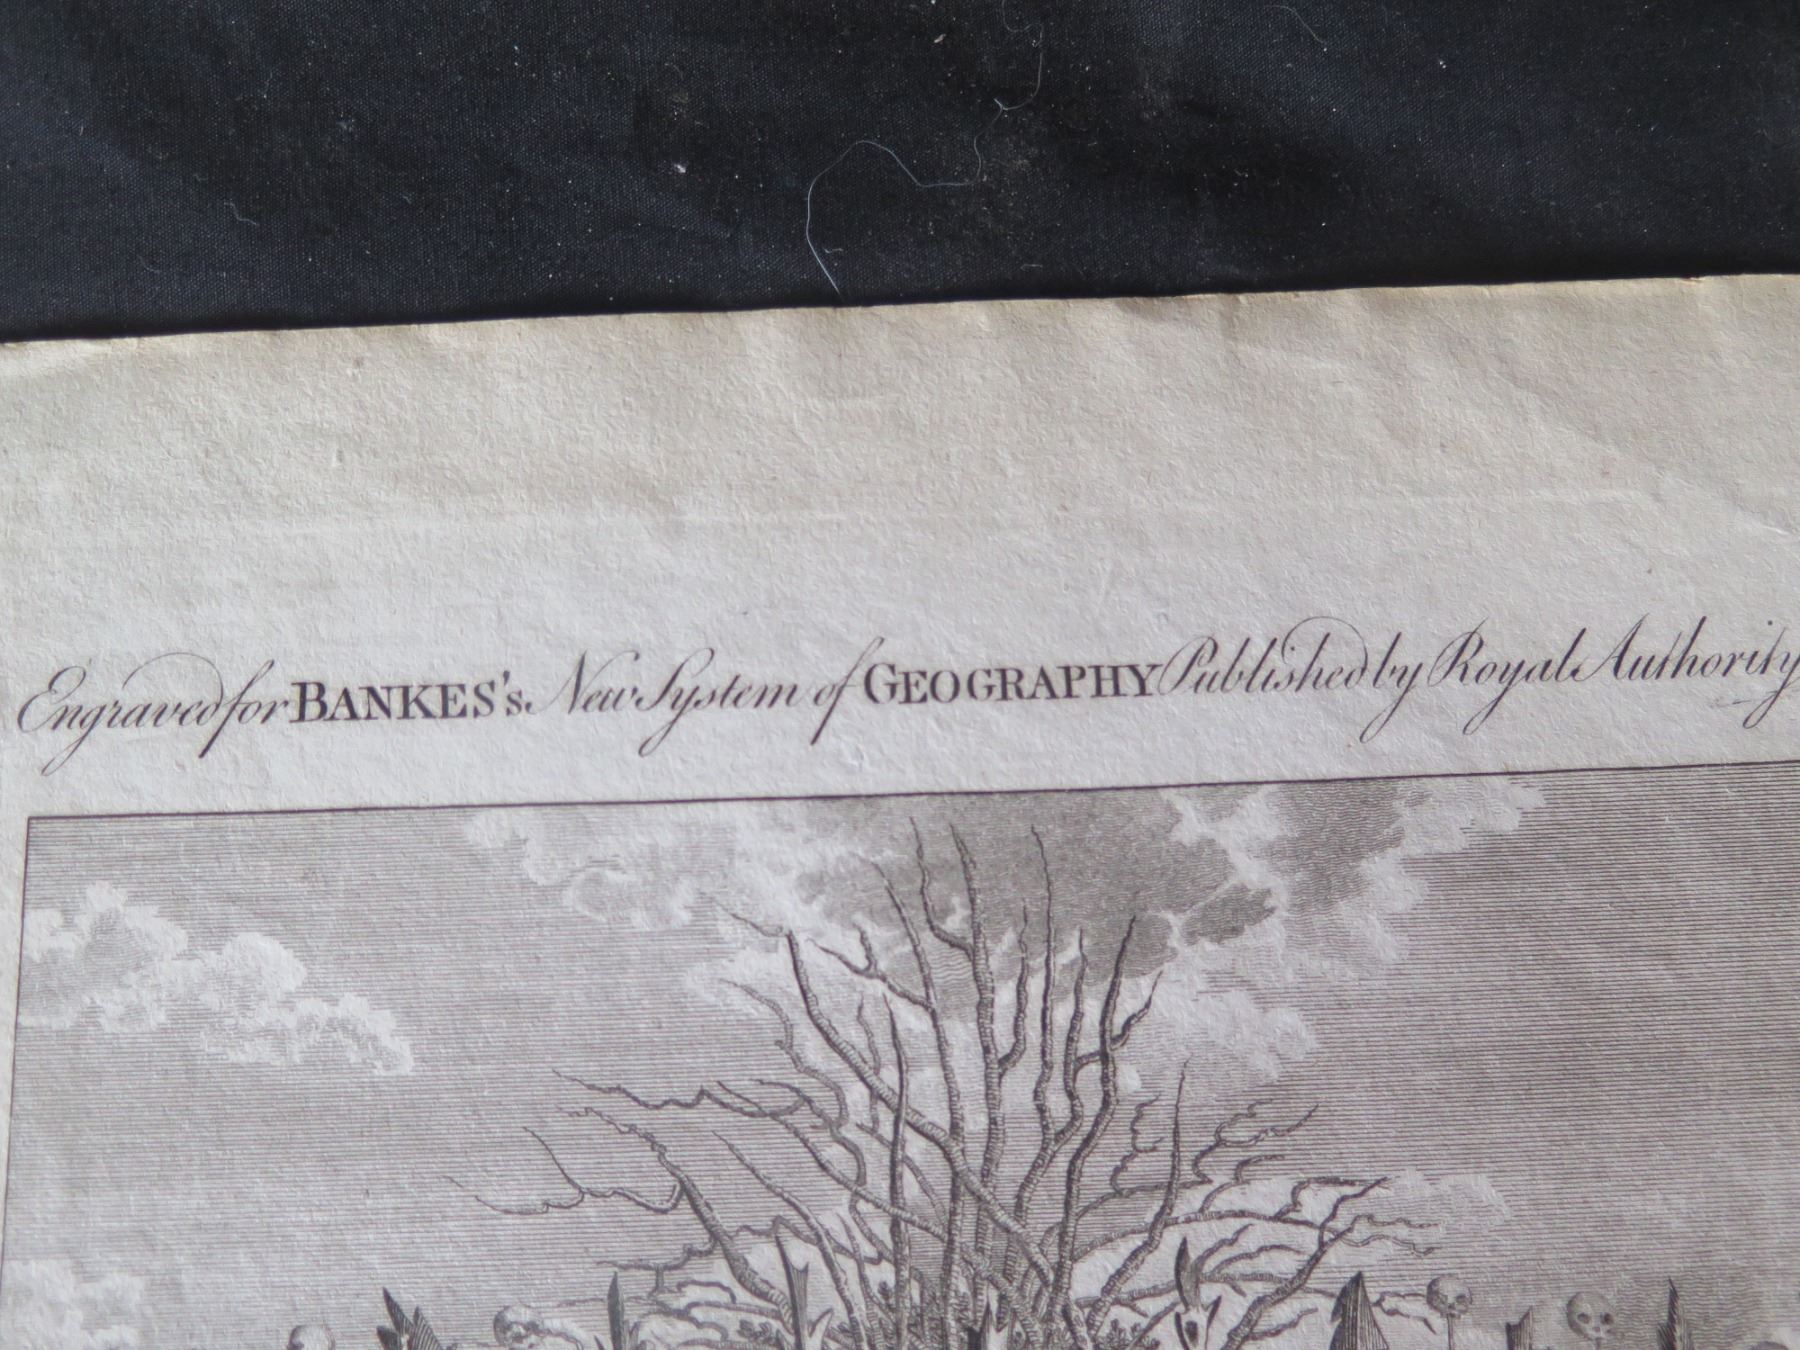 Engraved for BANKES's New System of GEOGRAPHY Published by Royal Authority